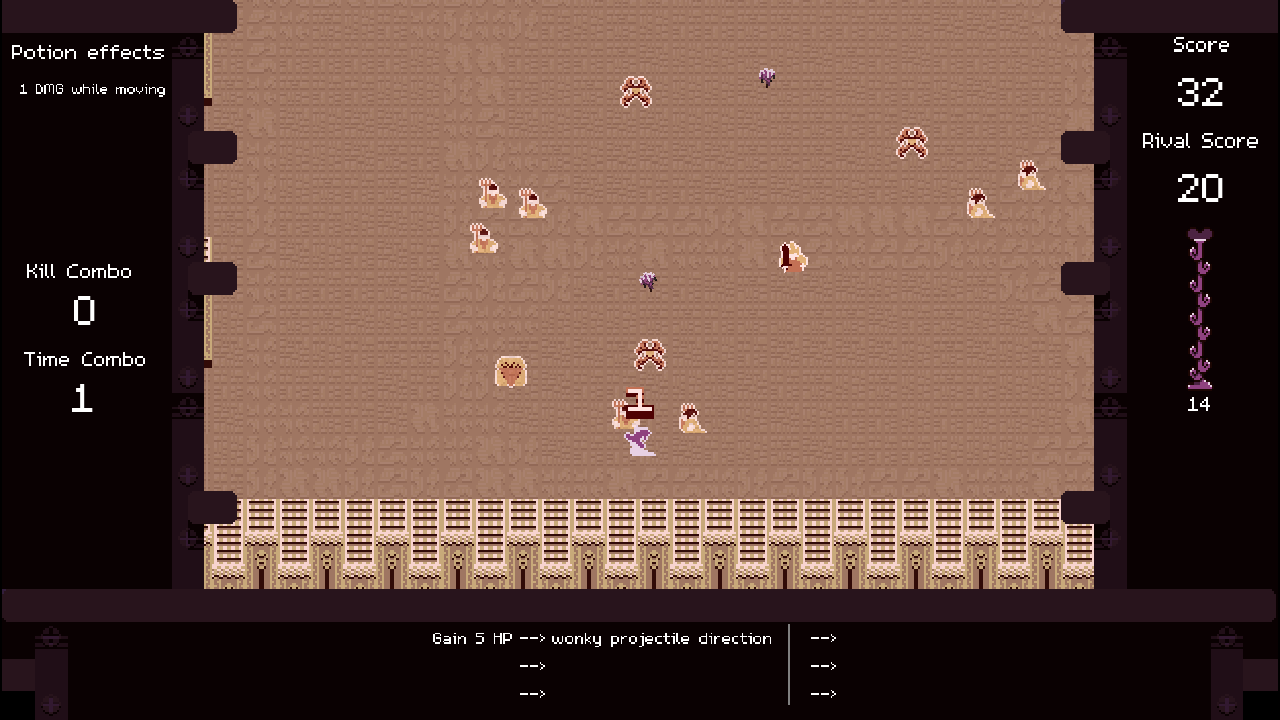 Potion effects
1 DMG while moving
Kill Combo
0
Time Combo
1
Score
32
Rival Score
20
14
Gain 5 HP --> wonky projectile direction
-->
-->
-->
-->
-->